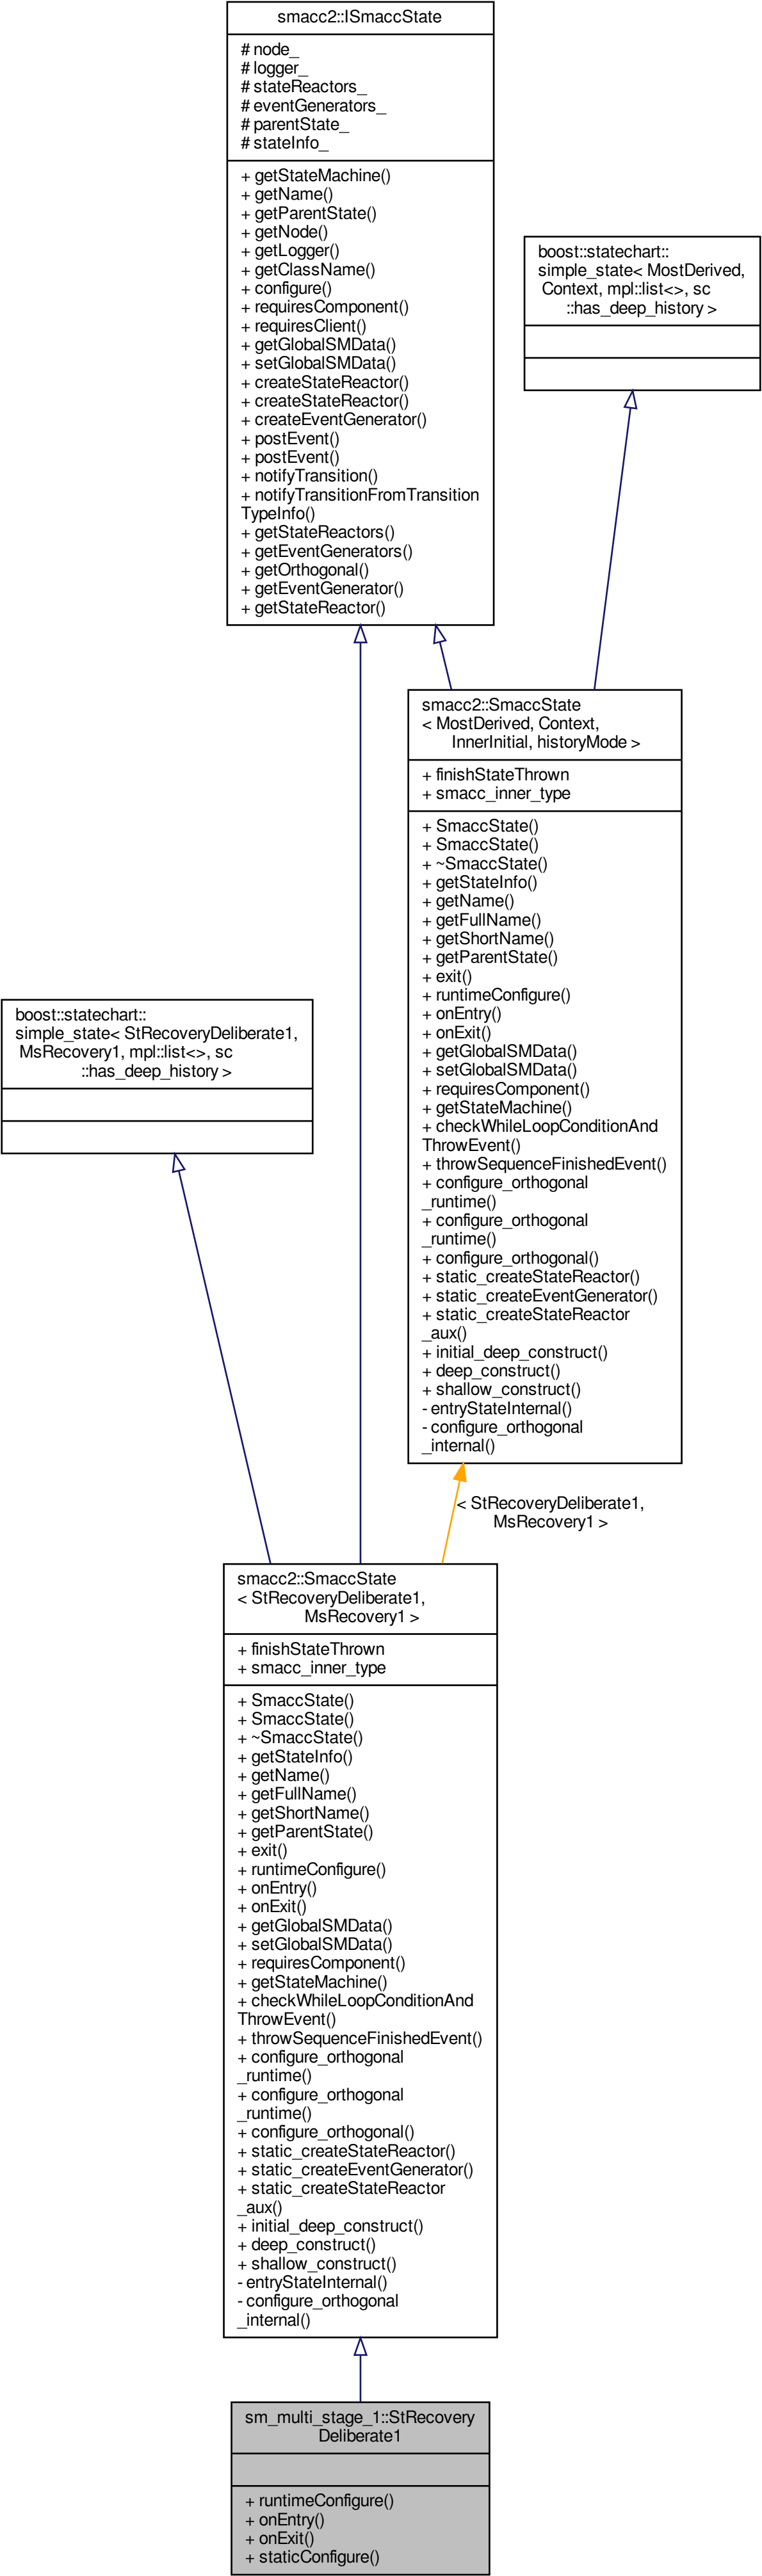 smacc2::ISmaccState
# node_
# logger_
# stateReactors_
# eventGenerators_
# parentState_
# stateInfo_
+ getStateMachine()
+ getName()
+ getParentState()
+ getNode()
+ getLogger()
+ getClassName()
+ configure()
+ requiresComponent()
+ requiresClient()
+ getGlobalSMData()
+ setGlobalSMData()
+ createStateReactor()
+ createStateReactor()
+ createEventGenerator()
+ postEvent()
+ postEvent()
+ notifyTransition()
+ notifyTransitionFromTransition
TypeInfo()
+ getStateReactors()
+ getEventGenerators()
+ getOrthogonal()
+ getEventGenerator()
+ getStateReactor()
boost::statechart::
simple_state< MostDerived,
Context, mpl::list<>, sc
::has_deep_history >
smacc2::SmaccState
< MostDerived, Context,
InnerInitial, historyMode >
+ finishStateThrown
+ smacc_inner_type
+ SmaccState()
+ SmaccState()
+ ~SmaccState()
+ getStateInfo()
+ getName()
+ getFullName()
+ getShortName()
+ getParentState()
+ exit()
+ runtimeConfigure()
+ onEntry()
+ onExit()
+ getGlobalSMData()
+ setGlobalSMData()
+ requiresComponent()
+ getStateMachine()
+ checkWhileLoopConditionAnd
ThrowEvent()
+ throwSequenceFinishedEvent()
+ configure_orthogonal
_runtime()
+ configure_orthogonal
_runtime()
+ configure_orthogonal()
+ static_createStateReactor()
+ static_createEventGenerator()
+ static_createStateReactor
_aux()
+ initial_deep_construct()
+ deep_construct()
+ shallow_construct()
- entryStateInternal()
- configure_orthogonal
_internal()
boost::statechart::
simple_state< StRecoveryDeliberate1,
MsRecovery1, mpl::list<>, sc
::has_deep_history >
< StRecoveryDeliberate1,
MsRecovery1 >
smacc2::SmaccState
< StRecoveryDeliberate1,
MsRecovery1 >
+ finishStateThrown
+ smacc_inner_type
+ SmaccState()
+ SmaccState()
+ ~SmaccState()
+ getStateInfo()
+ getName()
+ getFullName()
+ getShortName()
+ getParentState()
+ exit()
+ runtimeConfigure()
+ onEntry()
+ onExit()
+ getGlobalSMData()
+ setGlobalSMData()
+ requiresComponent()
+ getStateMachine()
+ checkWhileLoopConditionAnd
ThrowEvent()
+ throwSequenceFinishedEvent()
+ configure_orthogonal
_runtime()
+ configure_orthogonal
_runtime()
+ configure_orthogonal()
+ static_createStateReactor()
+ static_createEventGenerator()
+ static_createStateReactor
_aux()
+ initial_deep_construct()
+ deep_construct()
+ shallow_construct()
- entryStateInternal()
- configure_orthogonal
_internal()
sm_multi_stage_1::StRecovery
Deliberate1
+ runtimeConfigure()
+ onEntry()
+ onExit()
+ staticConfigure()